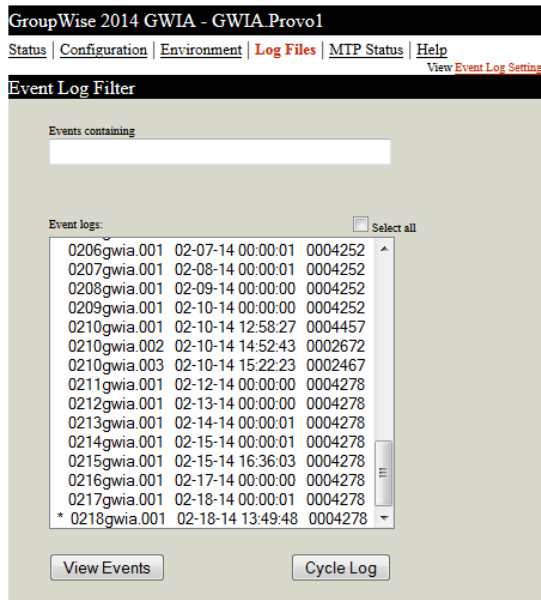 GroupWise 2014 GWIA - GWIA.Provo1
Status | Configuration | Environment | Log Files | MTP Status | Help
View Event Log Setting
Event Log Filter
Events containing
Event logs: Select all
0206gwia.001 02-07-14 00:00:01 0004252
0207gwia.001 02-08-14 00:00:01 0004252
0208gwia.001 02-09-14 00:00:00 0004252
0209gwia.001 02-10-14 00:00:00 0004252
0210gwia.001 02-10-14 12:58:27 0004457
0210gwia.002 02-10-14 14:52:43 0002672
0210gwia.003 02-10-14 15:22:23 0002467
0211gwia.001 02-12-14 00:00:00 0004278
0212gwia.001 02-13-14 00:00:00 0004278
0213gwia.001 02-14-14 00:00:01 0004278
0214gwia.001 02-15-14 00:00:01 0004278
0215gwia.001 02-15-14 16:36:03 0004278
0216gwia.001 02-17-14 00:00:00 0004278
0217gwia.001 02-18-14 00:00:01 0004278
* 0218gwia.001 02-18-14 13:49:48 0004278
View Events Cycle Log